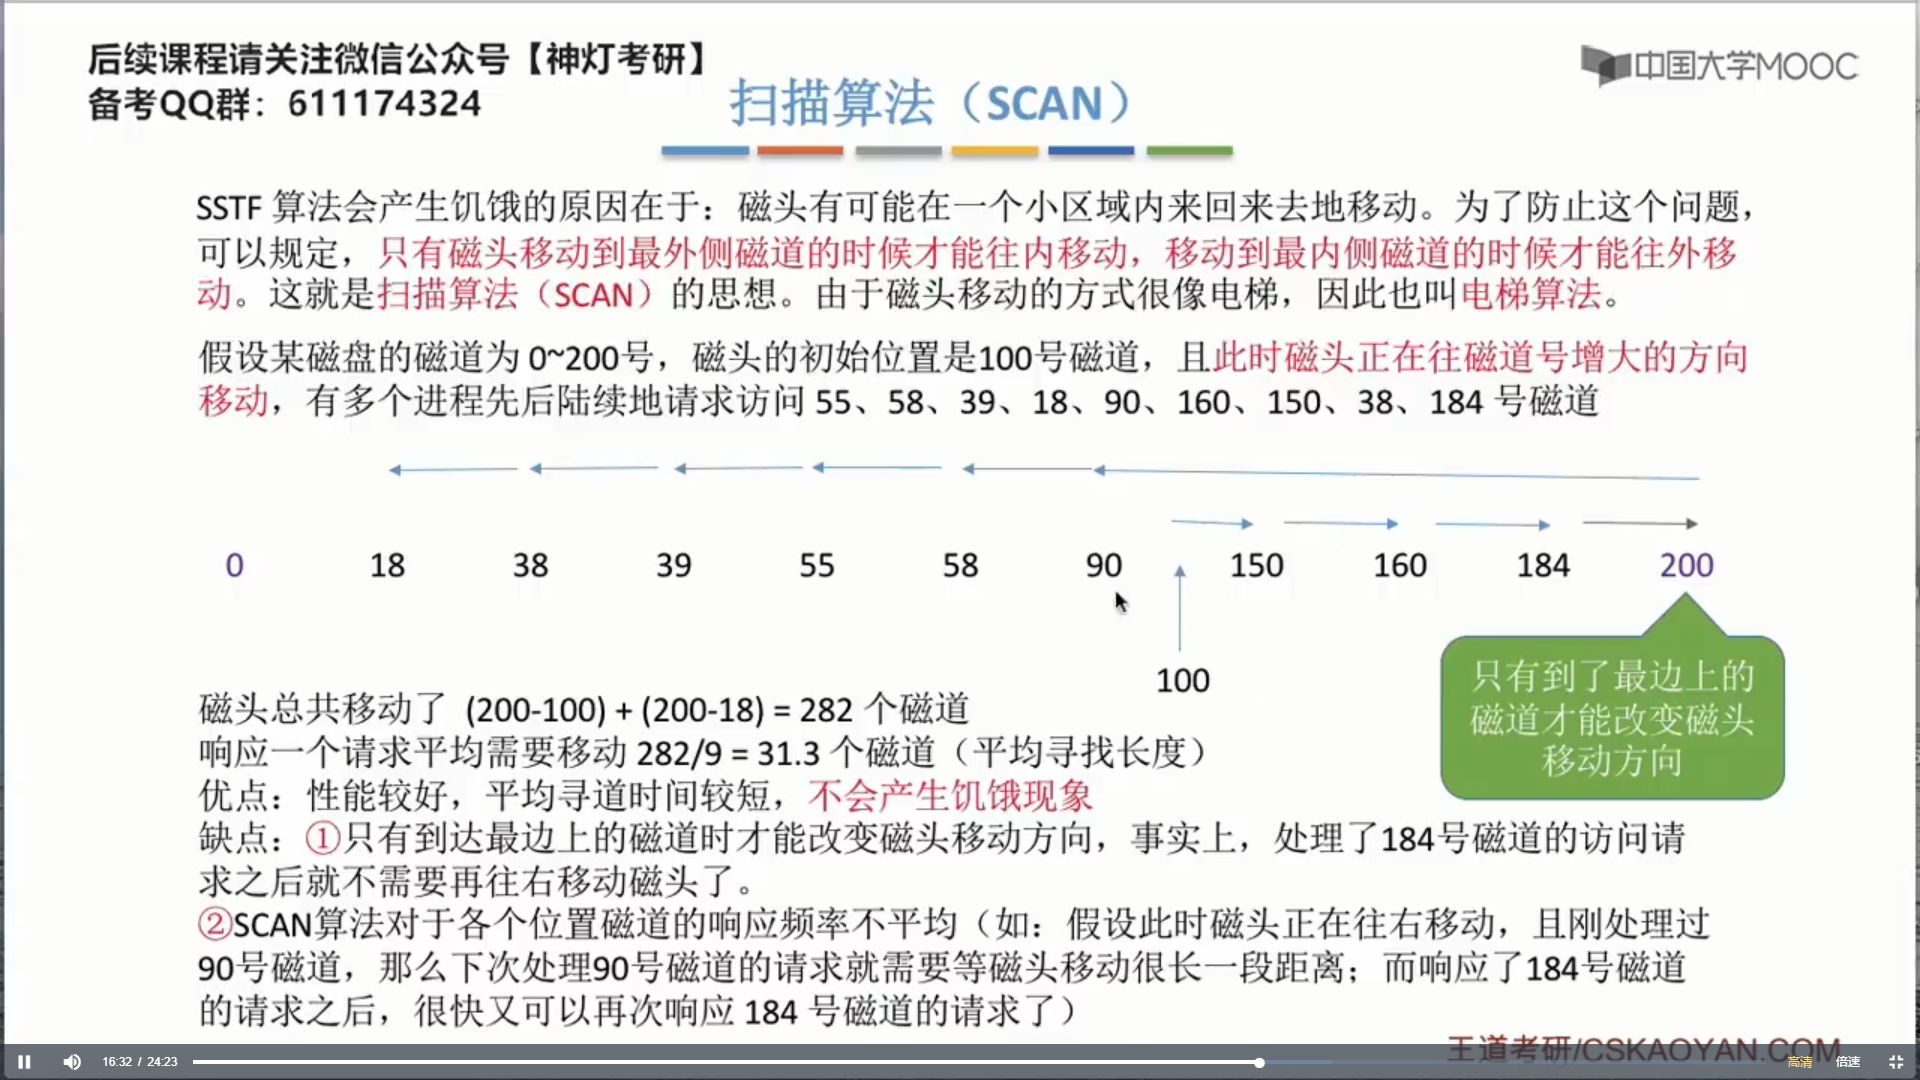 后续课程请关注微信公众号【神灯考研】
备考QQ群：611174324
中国大学MOOC
扫描算法（SCAN）
SSTF 算法会产生饥饿的原因在于：磁头有可能在一个小区域内来回来去地移动。为了防止这个问题，
可以规定，只有磁头移动到最外侧磁道的时候才能往内移动，移动到最内侧磁道的时候才能往外移
动。这就是扫描算法（SCAN）的思想。由于磁头移动的方式很像电梯，因此也叫电梯算法。
假设某磁盘的磁道为 0~200号，磁头的初始位置是100号磁道，且此时磁头正在往磁道号增大的方向
移动，有多个进程先后陆续地请求访问 55、58、39、18、90、160、150、38、184 号磁道
0 18 38 39 55 58 90 150 160 184 200
100
只有到了最边上的
磁道才能改变磁头
移动方向
磁头总共移动了 (200-100) + (200-18) = 282 个磁道
响应一个请求平均需要移动 282/9 = 31.3 个磁道（平均寻找长度）
优点：性能较好，平均寻道时间较短，不会产生饥饿现象
缺点：①只有到达最边上的磁道时才能改变磁头移动方向，事实上，处理了184号磁道的访问请
求之后就不需要再往右移动磁头了。
②SCAN算法对于各个位置磁道的响应频率不平均（如：假设此时磁头正在往右移动，且刚处理过
90号磁道，那么下次处理90号磁道的请求就需要等磁头移动很长一段距离；而响应了184号磁道
的请求之后，很快又可以再次响应 184 号磁道的请求了）
王道考研/CSKAOYAN.COM
16:32 / 24:23
高清 倍速